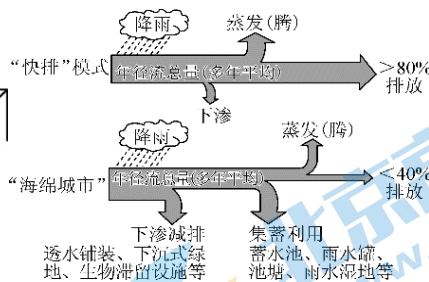 降雨
蒸发(腾)
“快排”模式
年径流总量(多年平均)
>80%
排放
下渗
降雨
蒸发(腾)
“海绵城市”
年径流总量(多年平均)
<40%
排放
下渗减排
透水铺装、下沉式绿
地、生物滞留设施等
集蓄利用
蓄水池、雨水罐、
池塘、雨水湿地等